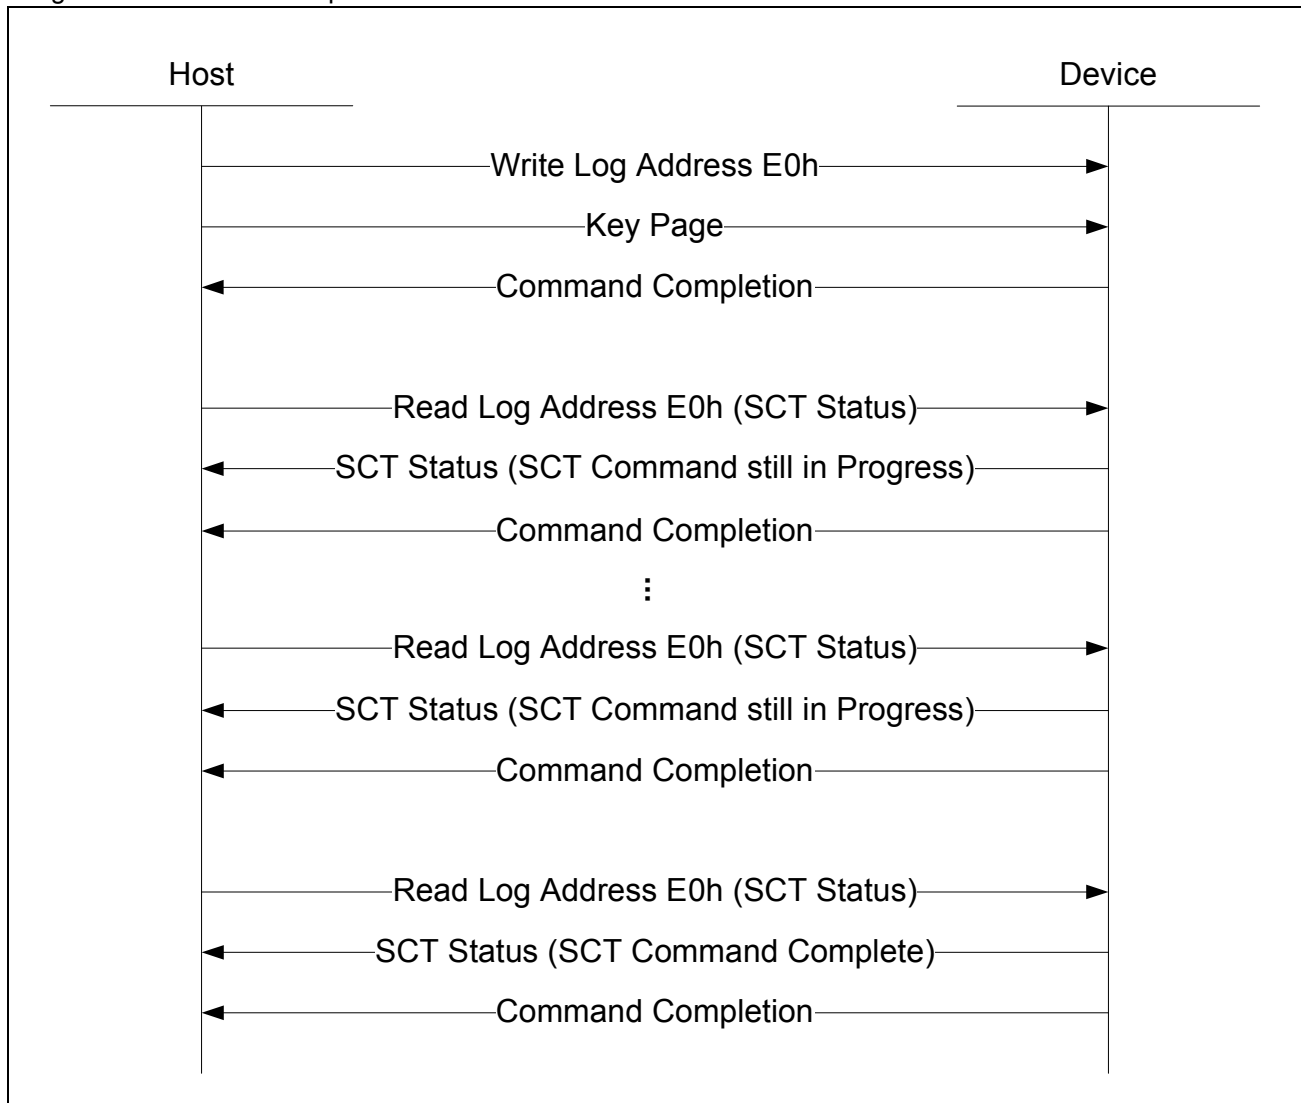 Host
Device
Write Log Address E0h
Key Page
Command Completion
Read Log Address E0h (SCT Status)
SCT Status (SCT Command still in Progress)
Command Completion
...
Read Log Address E0h (SCT Status)
SCT Status (SCT Command still in Progress)
Command Completion
Read Log Address E0h (SCT Status)
SCT Status (SCT Command Complete)
Command Completion